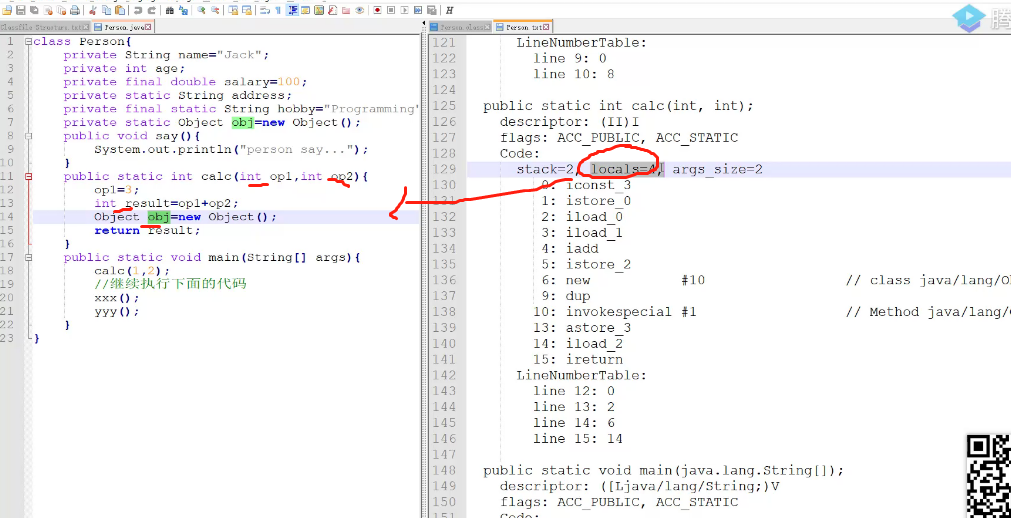 ClassFile Structure.txt
Person.java
1 class Person{
2 private String name="Jack";
3 private int age;
4 private final double salary=100;
5 private static String address;
6 private final static String hobby="Programming"
7 private static Object obj=new Object();
8 public void say(){
9 System.out.println("person say...");
10 }
11 public static int calc(int op1,int op2){
12 op1=3;
13 int result=op1+op2;
14 Object obj=new Object();
15 return result;
16 }
17 public static void main(String[] args){
18 calc(1,2);
19 //继续执行下面的代码
20 xxx();
21 yyy();
22 }
23 }
Person.class
Person.txt
121 LineNumberTable:
122 line 9: 0
123 line 10: 8
124
125 public static int calc(int, int);
126 descriptor: (II)I
127 flags: ACC_PUBLIC, ACC_STATIC
128 Code:
129 stack=2, locals=4, args_size=2
130 0: iconst_3
131 1: istore_0
132 2: iload_0
133 3: iload_1
134 4: iadd
135 5: istore_2
136 6: new #10 // class java/lang/O
137 9: dup
138 10: invokespecial #1 // Method java/lang/
139 13: astore_3
140 14: iload_2
141 15: ireturn
142 LineNumberTable:
143 line 12: 0
144 line 13: 2
145 line 14: 6
146 line 15: 14
147
148 public static void main(java.lang.String[]);
149 descriptor: ([Ljava/lang/String;)V
150 flags: ACC_PUBLIC, ACC_STATIC
151 Code:
腾